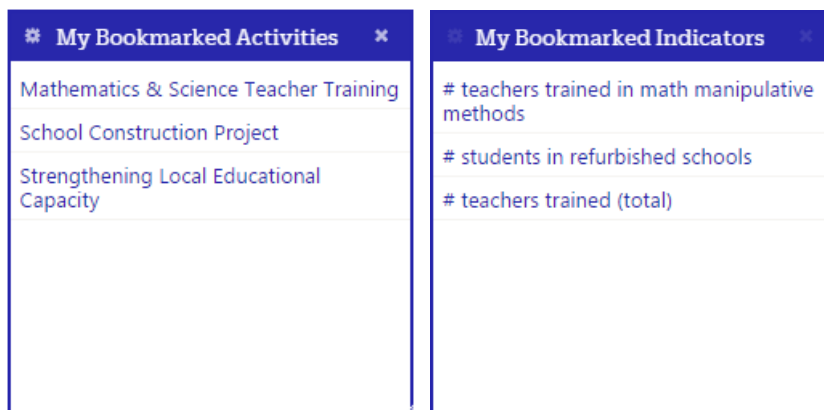 My Bookmarked Activities
Mathematics & Science Teacher Training
School Construction Project
Strengthening Local Educational
Capacity
My Bookmarked Indicators
# teachers trained in math manipulative
methods
# students in refurbished schools
# teachers trained (total)